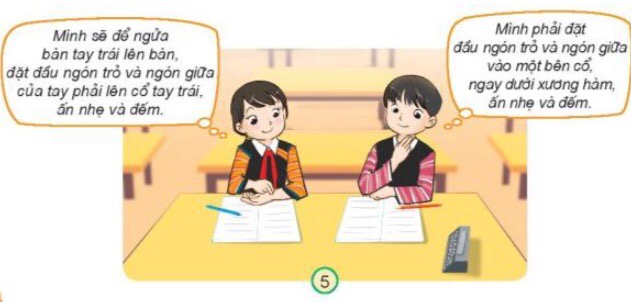 Mình sẽ để ngửa
bàn tay trái lên bàn,
đặt đầu ngón trỏ và ngón giữa
của tay phải lên cổ tay trái,
ấn nhẹ và đếm.
Mình phải đặt
đầu ngón trỏ và ngón giữa
vào một bên cổ,
ngay dưới xương hàm,
ấn nhẹ và đếm.
5